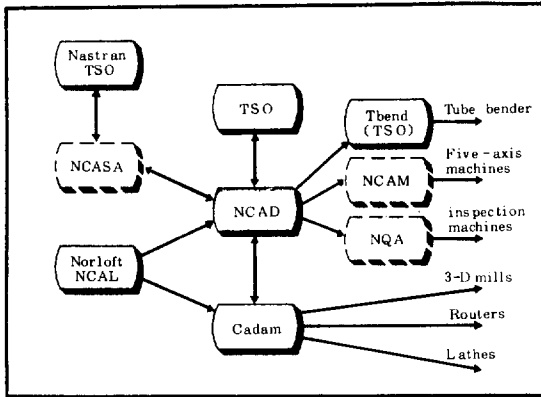 Nastran
TSO
TSO
Tbend
(TSO)
Tube bender
NCASA
NCAD
NCAM
Five-axis
machines
NQA
inspection
machines
Norloft
NCAL
Cadam
3-D mills
Routers
Lathes